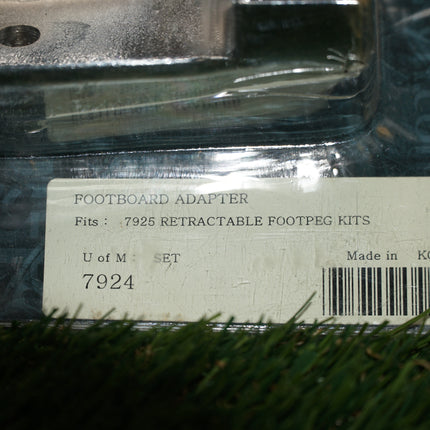 FOOTBOARD ADAPTER
Fits : 7925 RETRACTABLE FOOTPEG KITS
U of M : SET Made in
7924